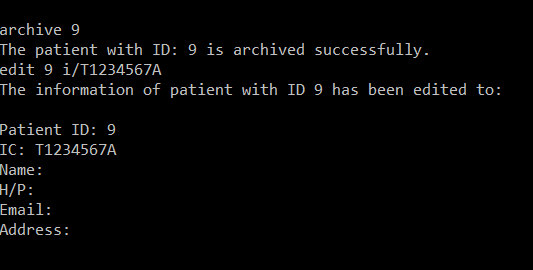 archive 9
The patient with ID: 9 is archived successfully.
edit 9 i/T1234567A
The information of patient with ID 9 has been edited to:
Patient ID: 9
IC: T1234567A
Name:
H/P:
Email:
Address: